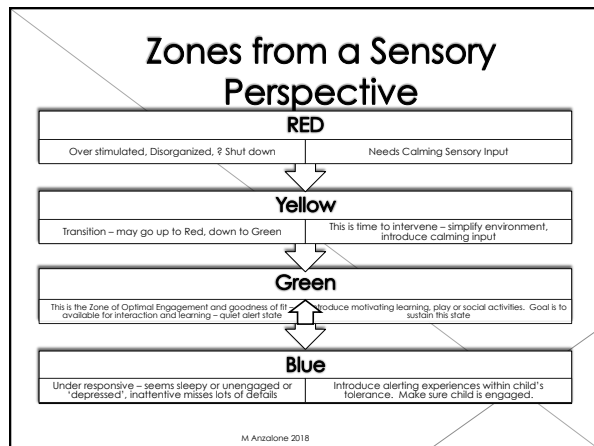 Zones from a Sensory
Perspective
RED
Over stimulated, Disorganized, ? Shut down
Needs Calming Sensory Input
Yellow
Transition – may go up to Red, down to Green
This is time to intervene – simplify environment,
introduce calming input
Green
This is the Zone of Optimal Engagement and goodness of fit –
available for interaction and learning – quiet alert state
introduce motivating learning, play or social activities. Goal is to
sustain this state
Blue
Under responsive – seems sleepy or unengaged or
‘depressed’, inattentive misses lots of details
Introduce alerting experiences within child’s
tolerance. Make sure child is engaged.
M Anzalone 2018